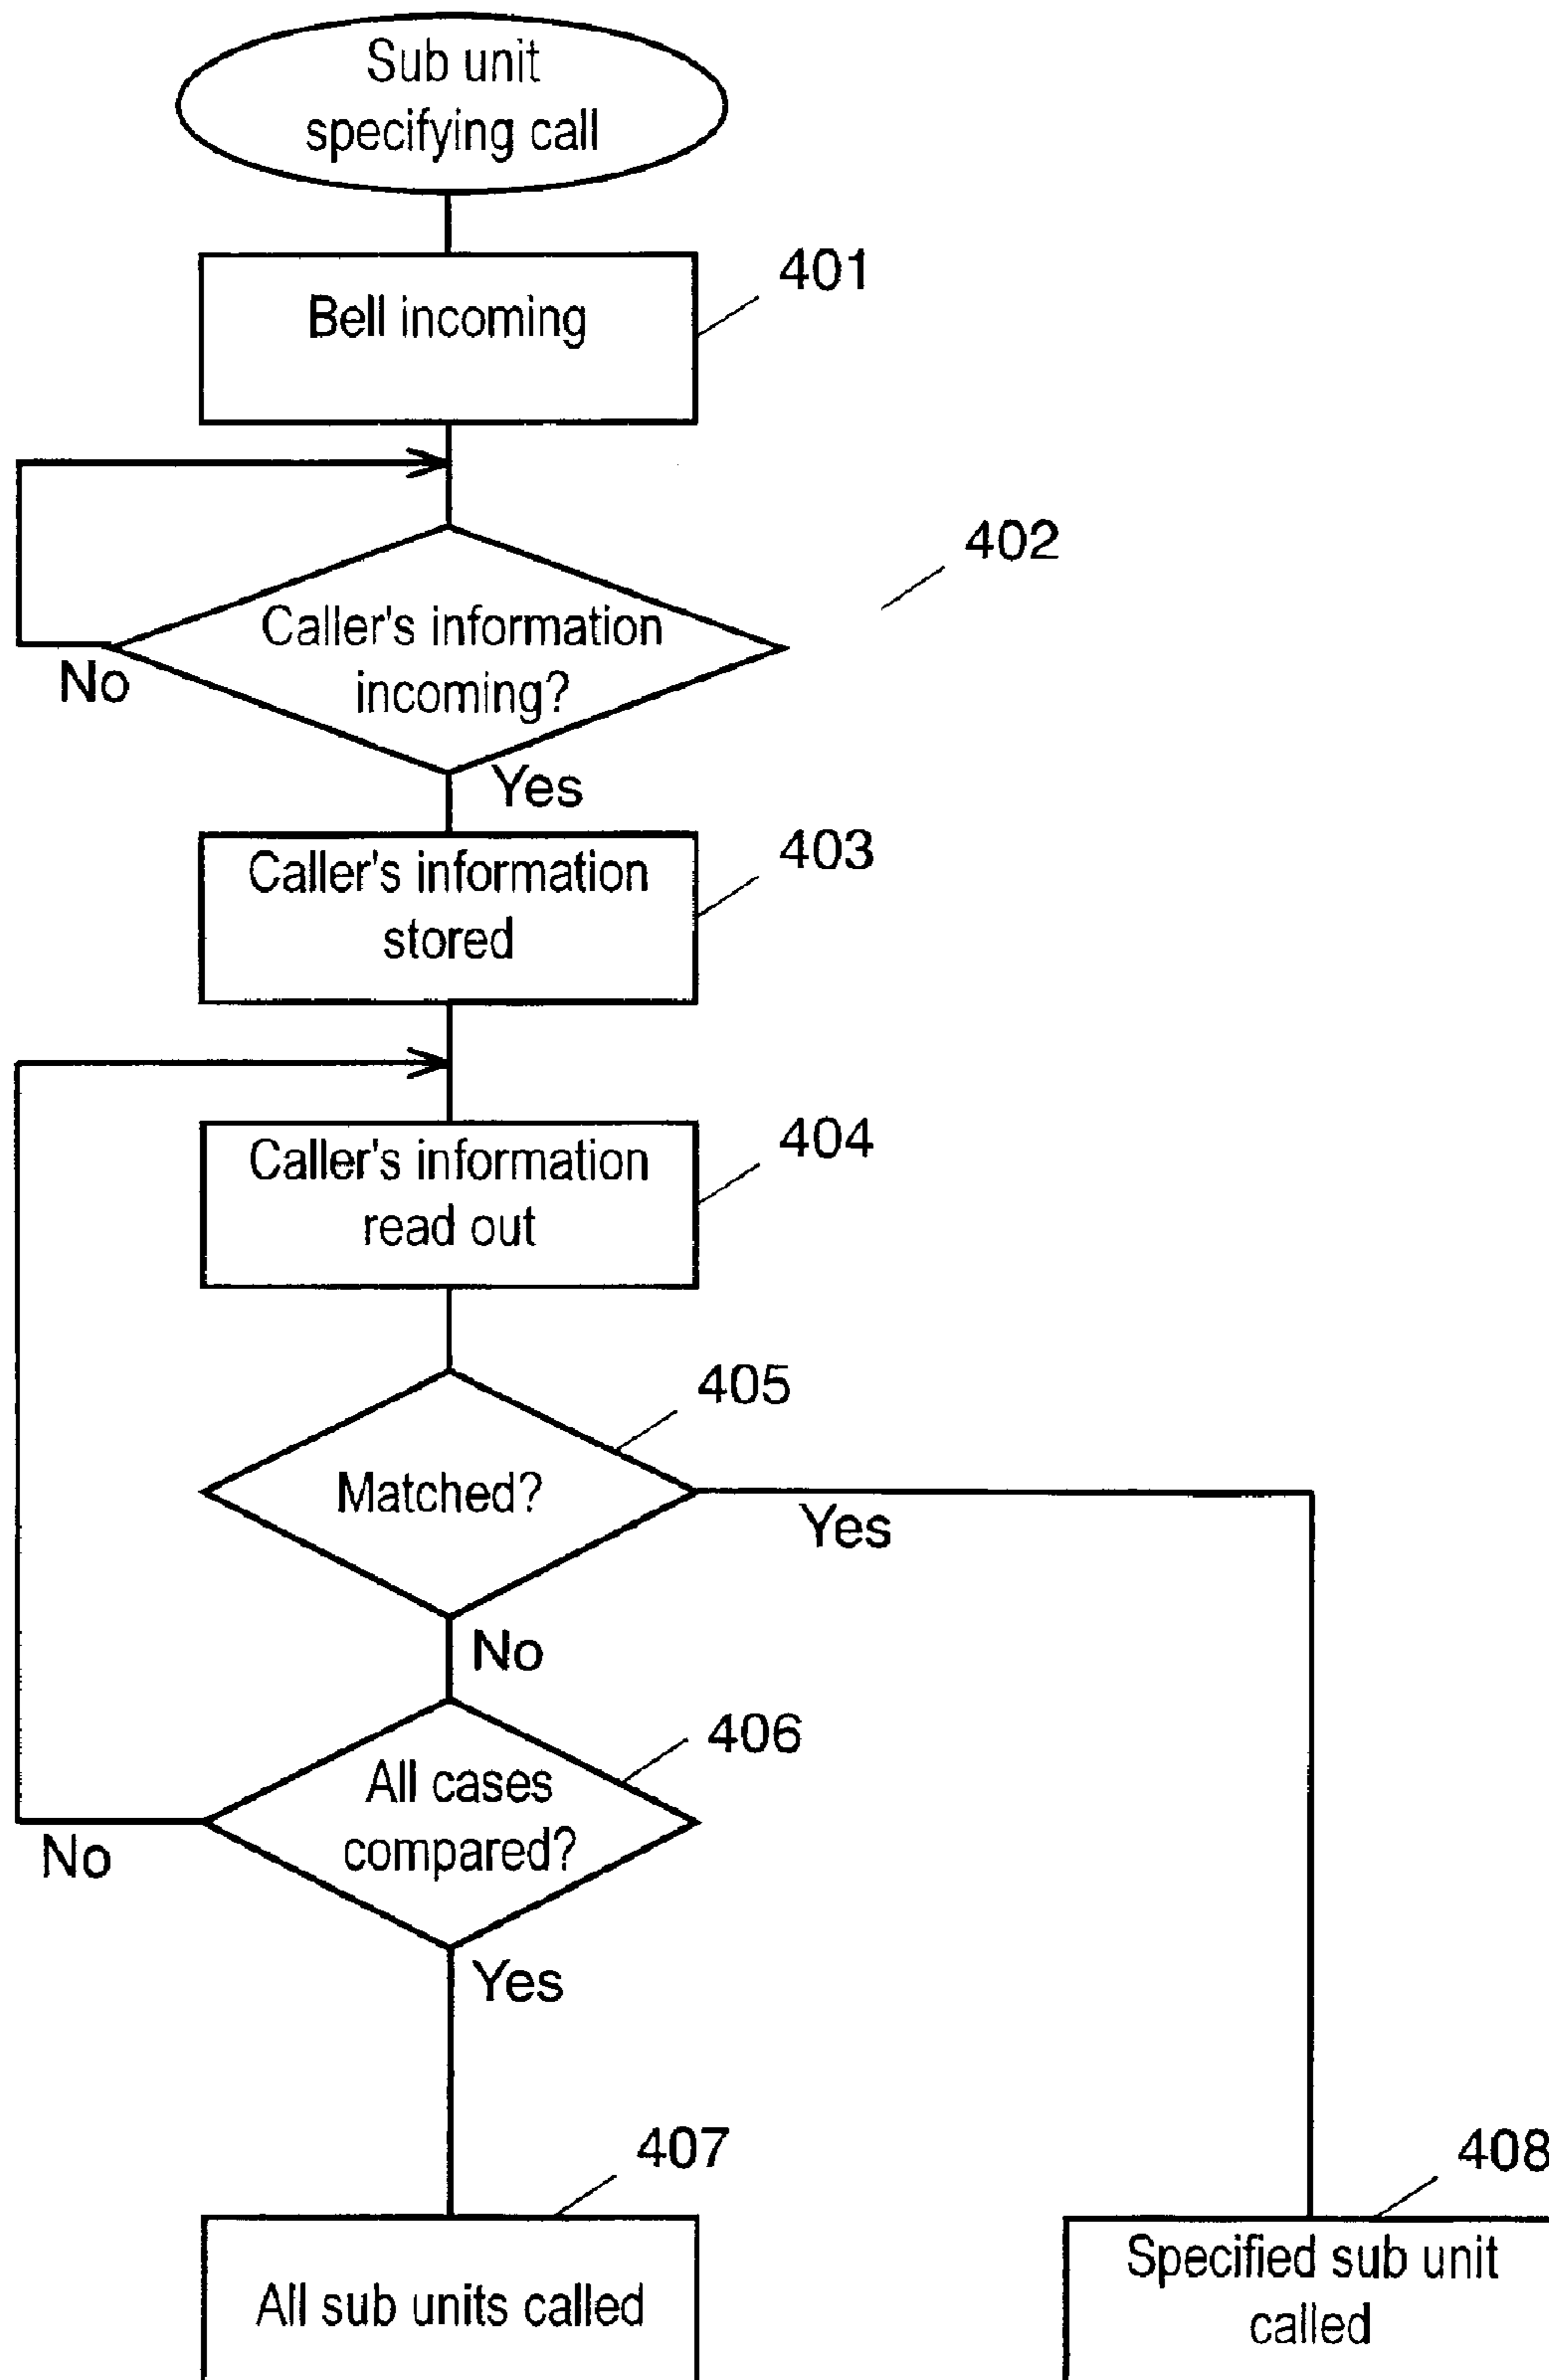 Sub unit
specifying call
401
Bell incoming
402
Caller's information
incoming?
No
Yes
403
Caller's information
stored
404
Caller's information
read out
405
Matched?
Yes
No
406
All cases
compared?
No
Yes
407
408
All sub units called
Specified sub unit
called